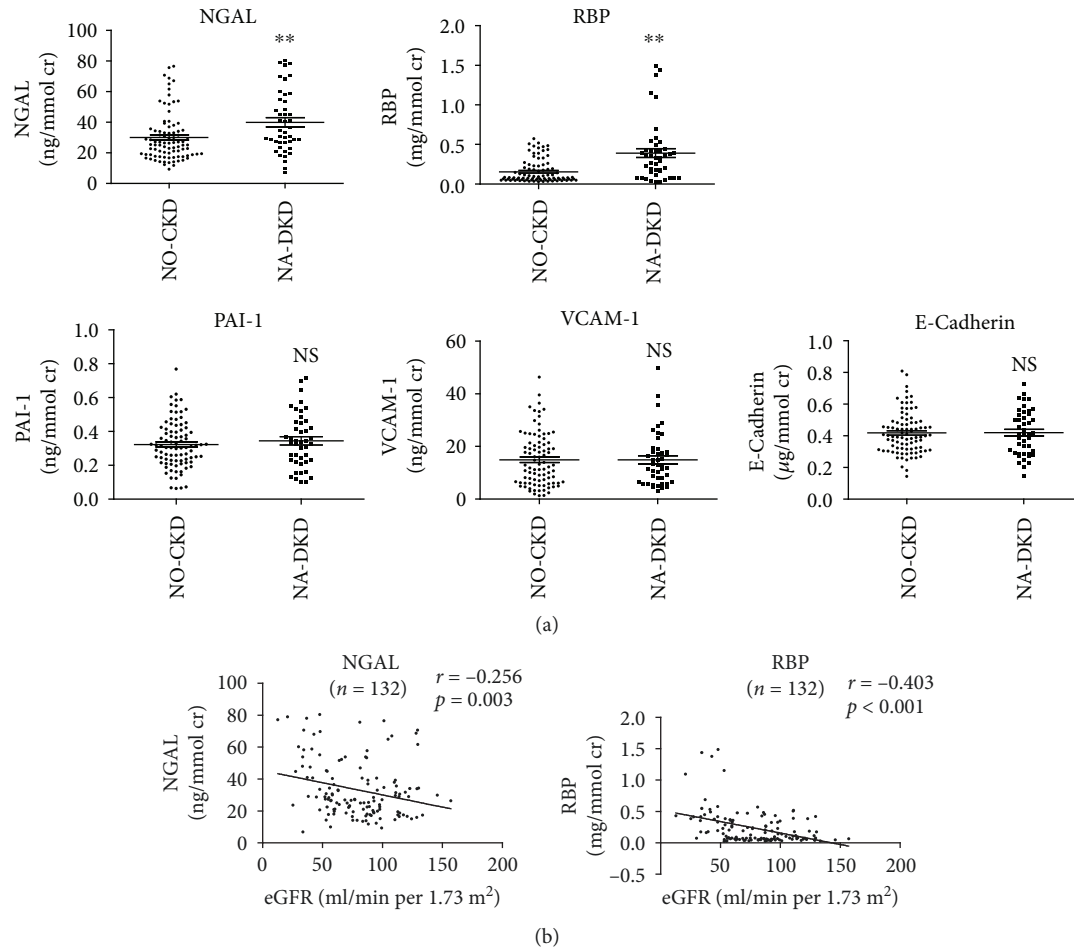 (a)
NGAL
**
NGAL
(ng/mmol cr)
100
80
60
40
20
0
NO-CKD
NA-DKD
RBP
**
RBP
(mg/mmol cr)
2.0
1.5
1.0
0.5
0.0
NO-CKD
NA-DKD
PAI-1
NS
PAI-1
(ng/mmol cr)
1.0
0.8
0.6
0.4
0.2
0.0
NO-CKD
NA-DKD
VCAM-1
NS
VCAM-1
(ng/mmol cr)
60
40
20
0
NO-CKD
NA-DKD
E-Cadherin
NS
E-Cadherin
(μg/mmol cr)
1.0
0.8
0.6
0.4
0.2
0.0
NO-CKD
NA-DKD
(a)
NGAL
(n = 132)
r = –0.256
p = 0.003
NGAL
(ng/mmol cr)
100
80
60
40
20
0
0 50 100 150 200
eGFR (ml/min per 1.73 m²)
RBP
(n = 132)
r = –0.403
p < 0.001
RBP
(mg/mmol cr)
2.0
1.5
1.0
0.5
0.0
–0.5
50 100 150 200
eGFR (ml/min per 1.73 m²)
(b)